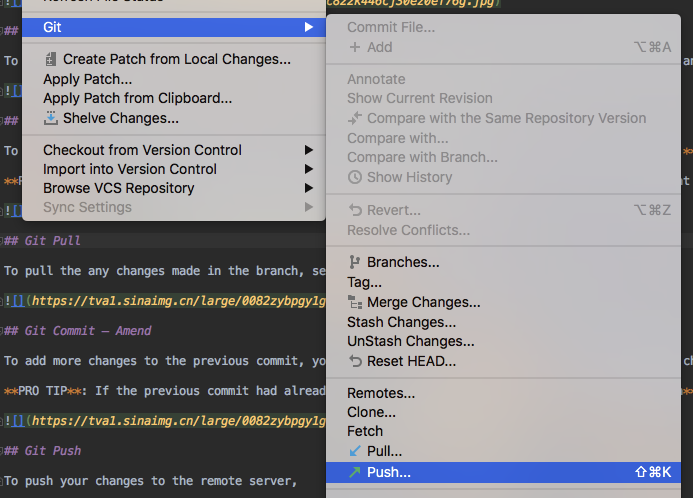 Refresh File Status
c822k446cj30e20ef76g.jpg)
Git
##
To
![]
##
To
**
**P
![]
Create Patch from Local Changes...
Apply Patch...
Apply Patch from Clipboard...
Shelve Changes...
Checkout from Version Control
Import into Version Control
Browse VCS Repository
Sync Settings
Commit File...
+ Add ⌥⌘A
Annotate
Show Current Revision
Compare with the Same Repository Version
Compare with...
Compare with Branch...
Show History
Revert... ⌥⌘Z
Resolve Conflicts...
Branches...
Tag...
Merge Changes...
Stash Changes...
UnStash Changes...
Reset HEAD...
Remotes...
Clone...
Fetch
Pull...
Push... ⇧⌘K
## Git Pull
To pull the any changes made in the branch, se
![](https://tva1.sinaimg.cn/large/0082zybpgy1g
## Git Commit – Amend
To add more changes to the previous commit, yo
ch
**PRO TIP**: If the previous commit had alread
![](https://tva1.sinaimg.cn/large/0082zybpgy1g
## Git Push
To push your changes to the remote server,